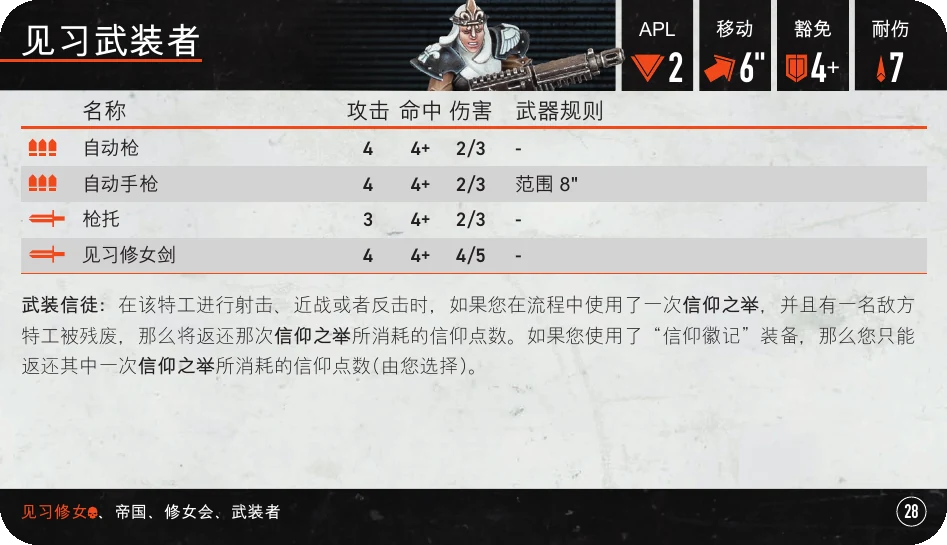 见习武装者
APL 移动 豁免 耐伤
2 6" 4+ 7
名称 攻击 命中 伤害 武器规则
自动枪 4 4+ 2/3 -
自动手枪 4 4+ 2/3 范围 8"
枪托 3 4+ 2/3 -
见习修女剑 4 4+ 4/5 -
武装信徒：在该特工进行射击、近战或者反击时，如果您在流程中使用了一次信仰之举，并且有一名敌方
特工被残废，那么将返还那次信仰之举所消耗的信仰点数。如果您使用了“信仰徽记”装备，那么您只能
返还其中一次信仰之举所消耗的信仰点数(由您选择)。
见习修女、帝国、修女会、武装者
28